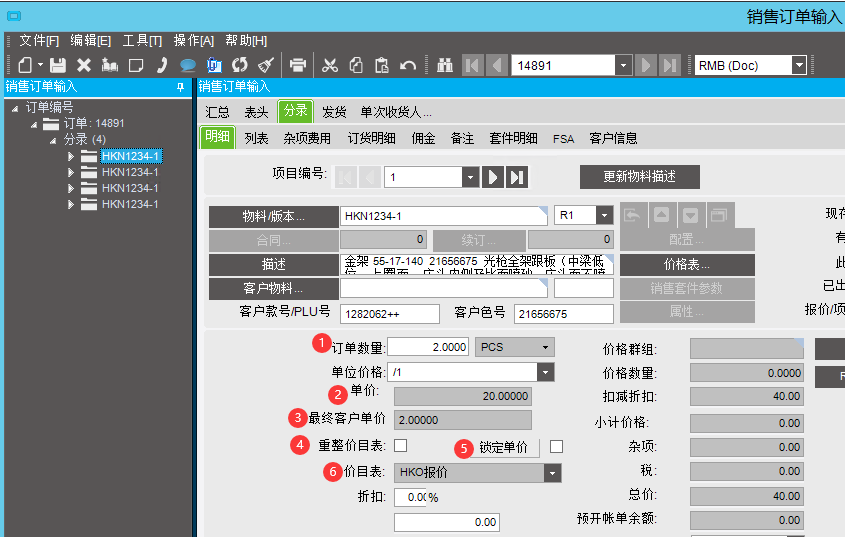 销售订单输入
文件[F] 编辑[E] 工具[T] 操作[A] 帮助[H]
14891 RMB (Doc)
销售订单输入
订单编号
订单: 14891
分录 (4)
HKN1234-1
HKN1234-1
HKN1234-1
HKN1234-1
销售订单输入
汇总 表头 分录 发货 单次收货人...
明细 列表 杂项费用 订货明细 佣金 备注 套件明细 FSA 客户信息
项目编号: 1 更新物料描述
物料/版本... HKN1234-1 R1 现存
合同... 0 续订... 0 配置... 有
描述 金架 55-17-140 21656675 光枪全架跟板（中梁低 价格表... 此
客户物料... 销售套件参数 已出
客户款号/PLU号 1282062++ 客户色号 21656675 属性... 报价/项
1 订单数量: 2.0000 PCS 价格群组:
单位价格: /1 价格数量: 0.0000
2 单价: 20.00000 扣减折扣: 40.00
3 最终客户单价 2.00000 小计价格: 0.00
4 重整价目表: 5 锁定单价 杂项: 0.00
6 价目表: HKO报价 税: 0.00
折扣: 0.0 % 总价: 40.00
0.00 预开帐单余额: 0.00